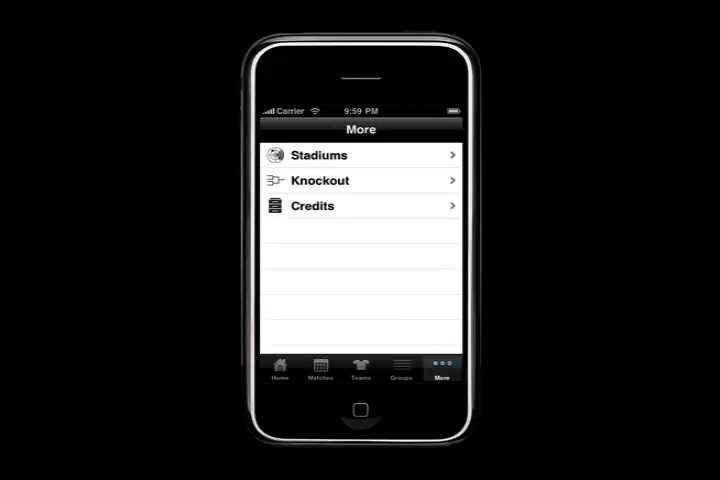 Carrier 9:59 PM
More
Stadiums
Knockout
Credits
Home Matches Teams Groups More